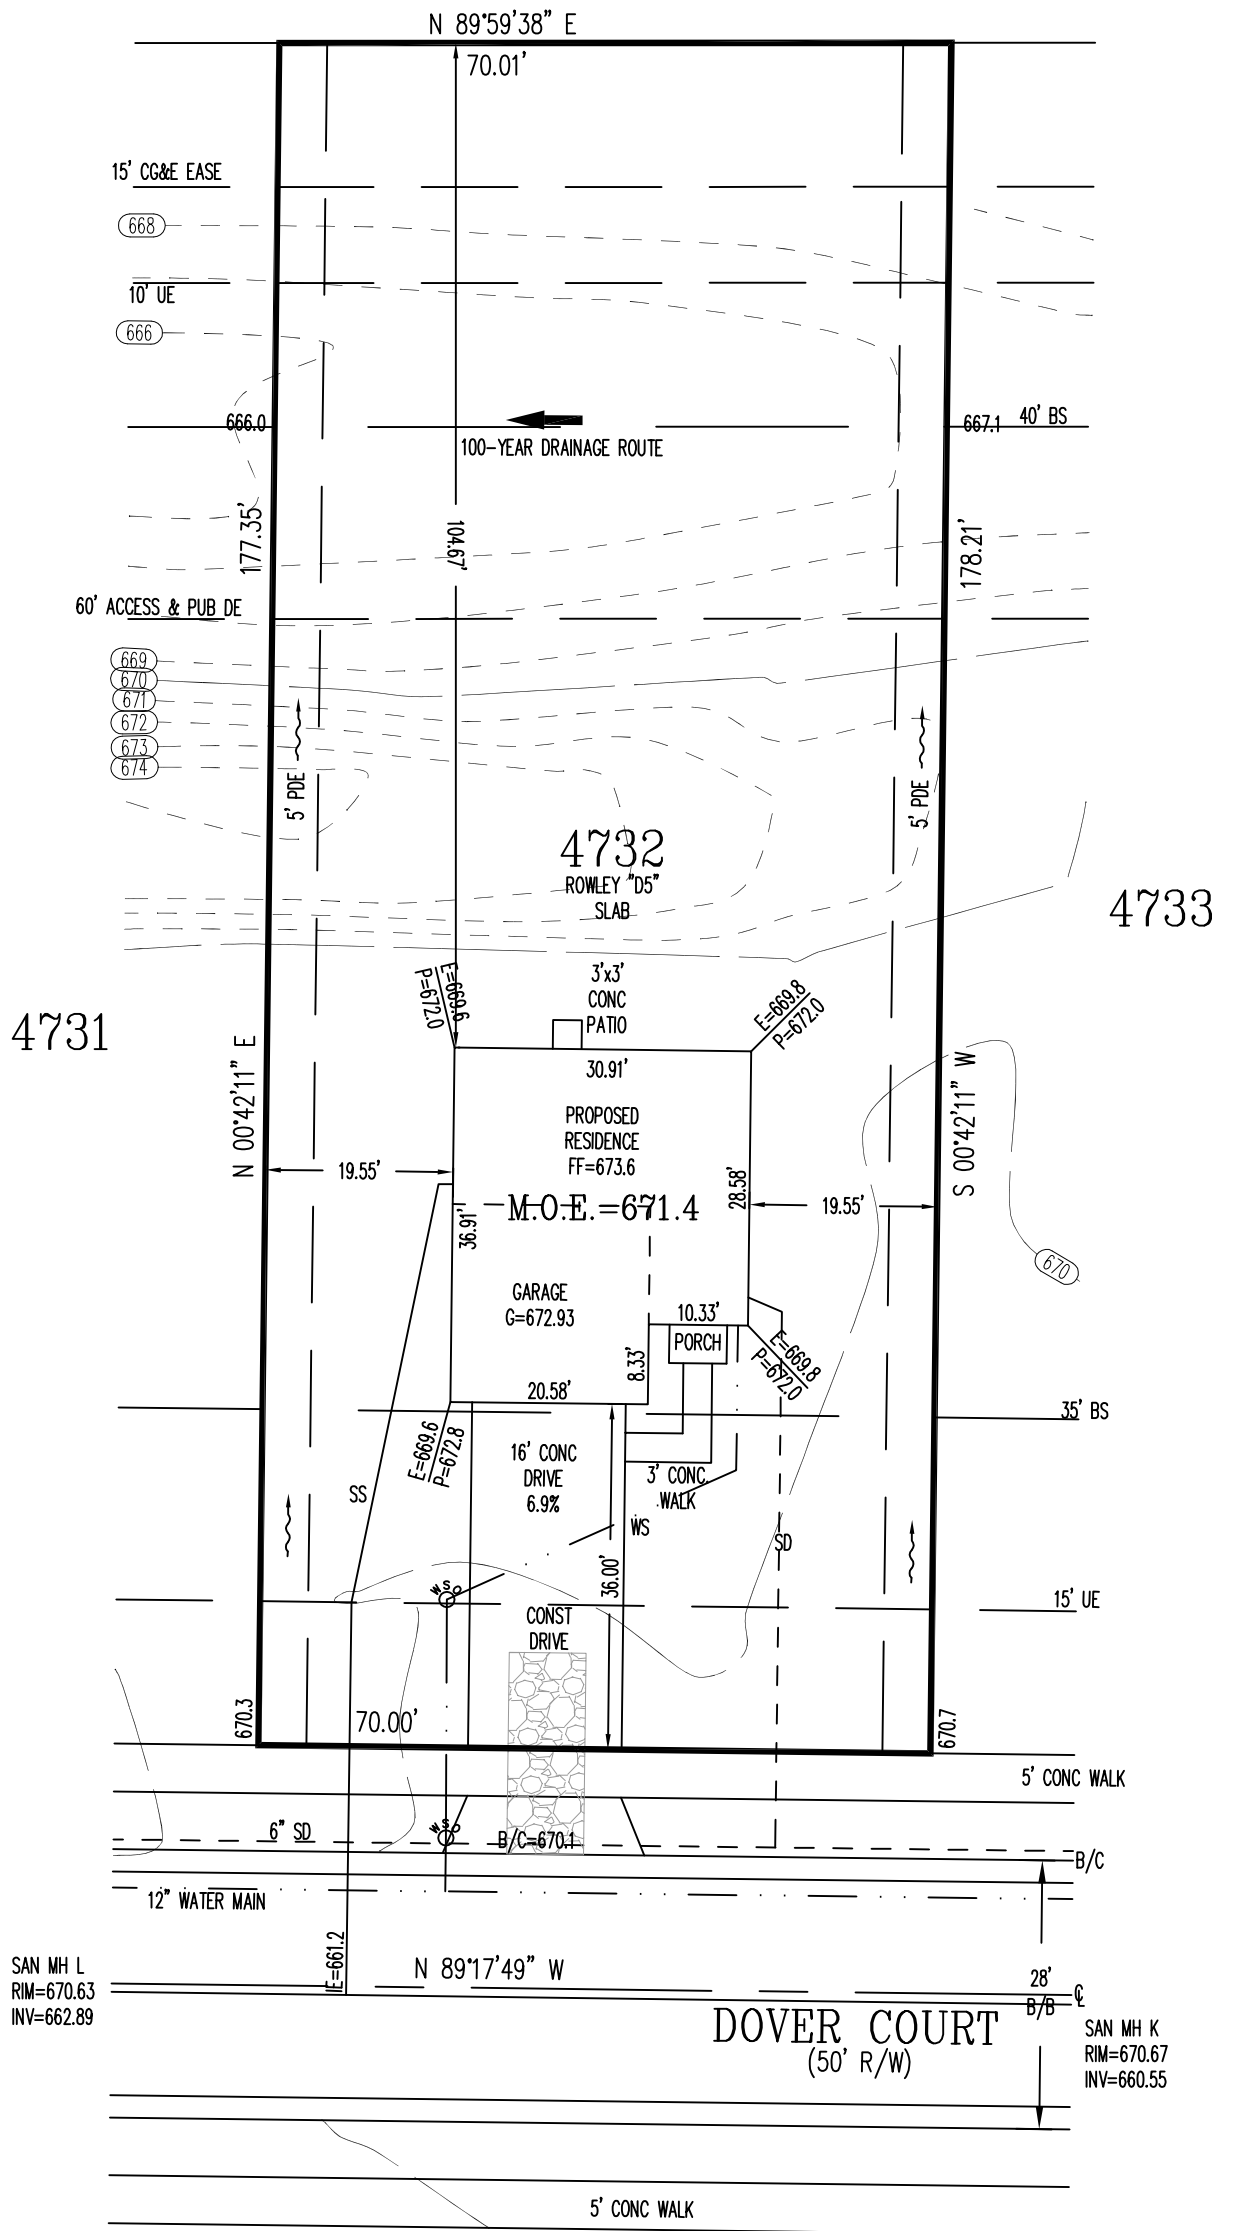 N 89°59'38" E
70.01'
15' CG&E EASE
668
10' UE
666
666.0
667.1
40' BS
100-YEAR DRAINAGE ROUTE
177.35'
104.67'
178.21'
60' ACCESS & PUB DE
669
670
671
672
673
674
5' PDE
5' PDE
4732
ROWLEY "D5"
SLAB
4733
4731
E=669.6
P=672.0
3'x3'
CONC
PATIO
E=669.8
P=672.0
30.91'
N 00°42'11" E
S 00°42'11" W
PROPOSED
RESIDENCE
FF=673.6
19.55'
28.58'
19.55'
M.O.E.=671.4
36.91'
670
GARAGE
G=672.93
10.33'
PORCH
8.33'
E=669.8
P=672.0
20.58'
35' BS
E=669.6
P=672.8
16' CONC
DRIVE
6.9%
3' CONC.
WALK
SS
WS
SD
36.00'
WSO
15' UE
CONST
DRIVE
670.3
70.00'
670.7
5' CONC WALK
6" SD
WSO
B/C=670.1
B/C
12" WATER MAIN
IE=661.2
SAN MH L
RIM=670.63
INV=662.89
N 89°17'49" W
28'
B/B
CL
DOVER COURT
(50' R/W)
SAN MH K
RIM=670.67
INV=660.55
5' CONC WALK